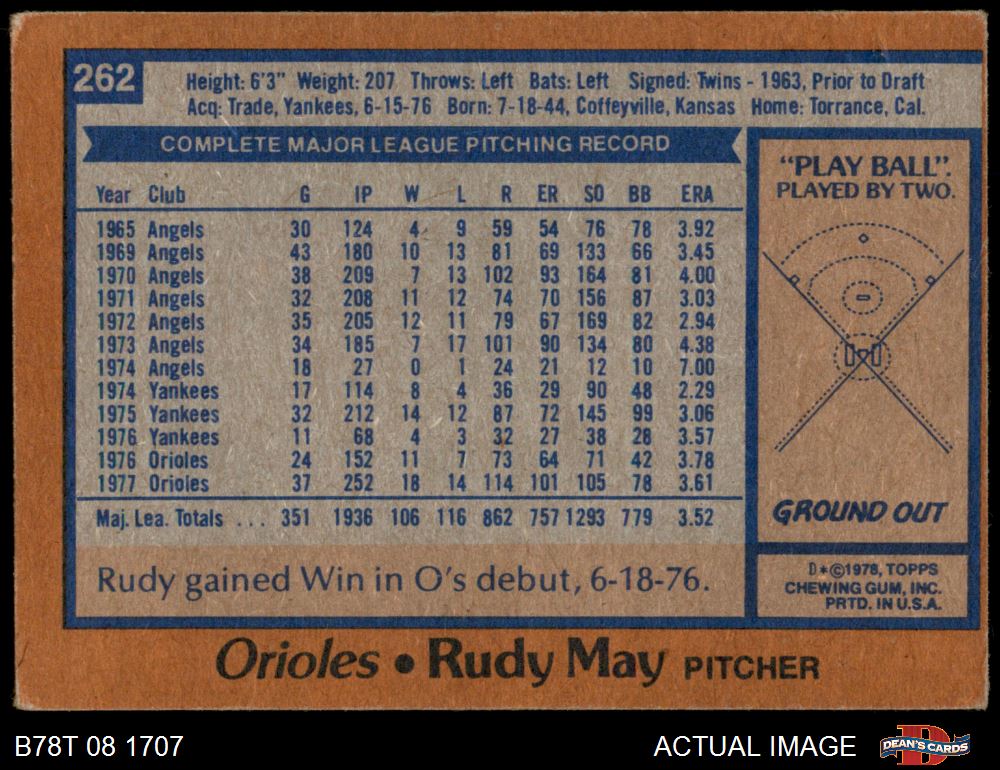 262
Height: 6'3" Weight: 207 Throws: Left Bats: Left Signed: Twins - 1963, Prior to Draft
Acq: Trade, Yankees, 6-15-76 Born: 7-18-44, Coffeyville, Kansas Home: Torrance, Cal.
COMPLETE MAJOR LEAGUE PITCHING RECORD
Year Club G IP W L R ER SO BB ERA
1965 Angels 30 124 4 9 59 54 76 78 3.92
1969 Angels 43 180 10 13 81 69 133 66 3.45
1970 Angels 38 209 7 13 102 93 164 81 4.00
1971 Angels 32 208 11 12 74 70 156 87 3.03
1972 Angels 35 205 12 11 79 67 169 82 2.94
1973 Angels 34 185 7 17 101 90 134 80 4.38
1974 Angels 18 27 0 1 24 21 12 10 7.00
1974 Yankees 17 114 8 4 36 29 90 48 2.29
1975 Yankees 32 212 14 12 87 72 145 99 3.06
1976 Yankees 11 68 4 3 32 27 38 28 3.57
1976 Orioles 24 152 11 7 73 64 71 42 3.78
1977 Orioles 37 252 18 14 114 101 105 78 3.61
Maj. Lea. Totals ... 351 1936 106 116 862 757 1293 779 3.52
Rudy gained Win in O's debut, 6-18-76.
"PLAY BALL".
PLAYED BY TWO.
GROUND OUT
D*©1978, TOPPS
CHEWING GUM, INC.
PRTD. IN U.S.A.
Orioles • Rudy May PITCHER
B78T 08 1707
ACTUAL IMAGE
DEAN'S CARDS